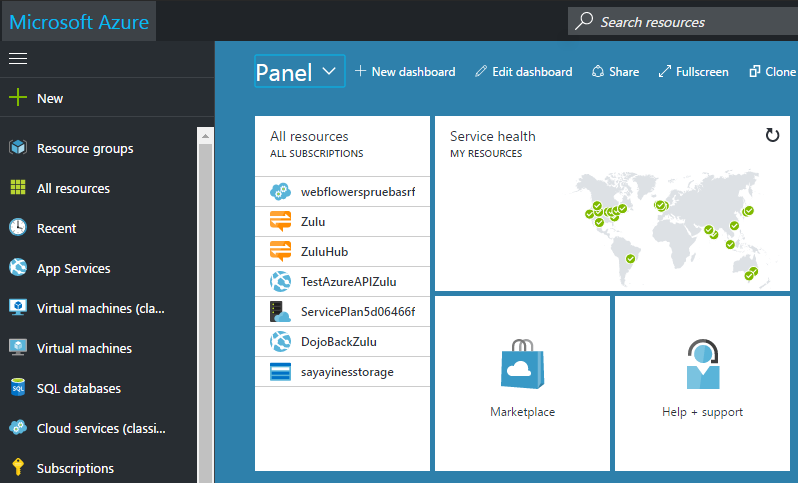 Microsoft Azure
Search resources
Panel
New dashboard
Edit dashboard
Share
Fullscreen
Clone
New
Resource groups
All resources
Recent
App Services
Virtual machines (cla...
Virtual machines
SQL
SQL databases
Cloud services (classi...
Subscriptions
All resources
ALL SUBSCRIPTIONS
webflowerspruebasrf
Zulu
ZuluHub
TestAzureAPIZulu
ServicePlan5d06466f
DojoBackZulu
sayayinesstorage
Service health
MY RESOURCES
Marketplace
Help + support